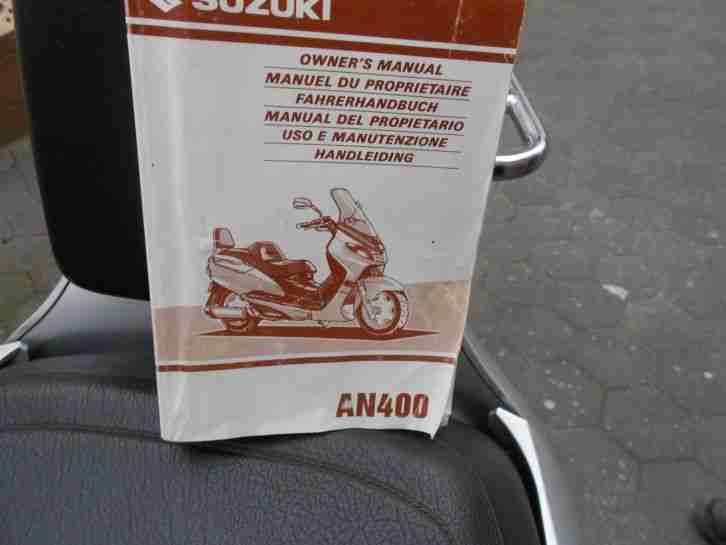 SUZUKI
OWNER'S MANUAL
MANUEL DU PROPRIETAIRE
FAHRERHANDBUCH
MANUAL DEL PROPIETARIO
USO E MANUTENZIONE
HANDLEIDING
AN400